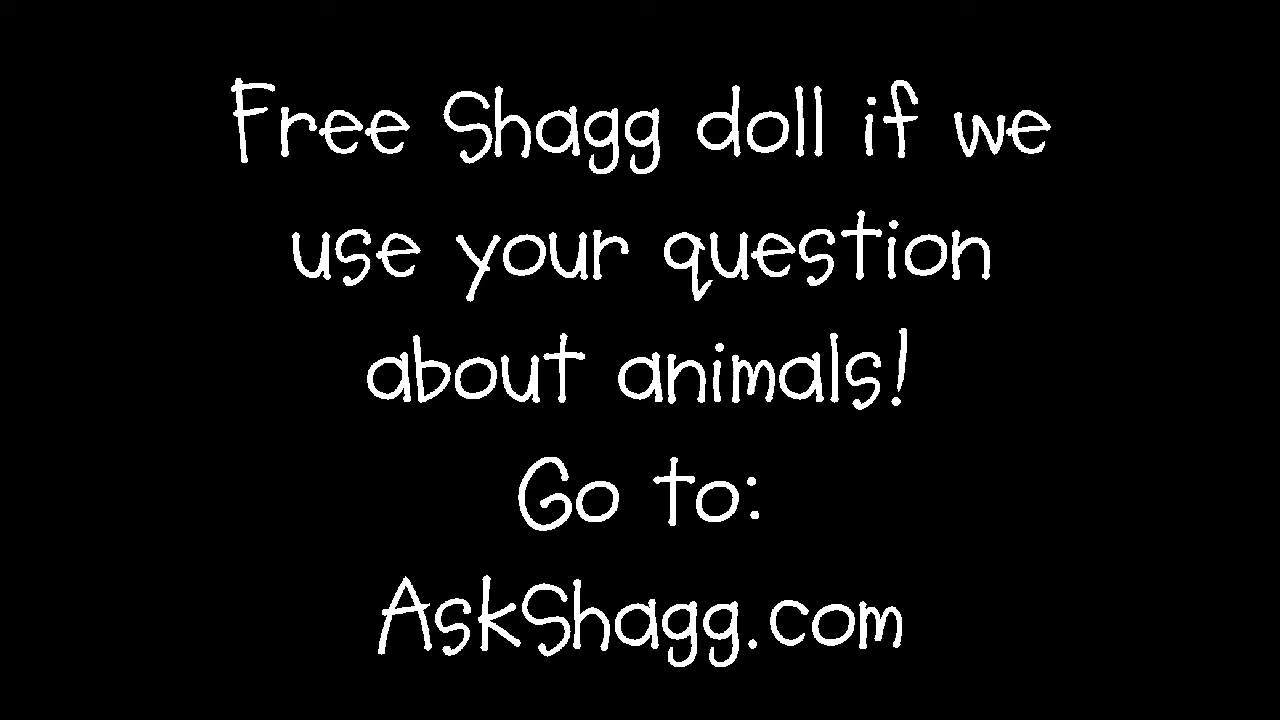 Free Shagg doll if we
use your question
about animals!
Go to:
AskShagg.com